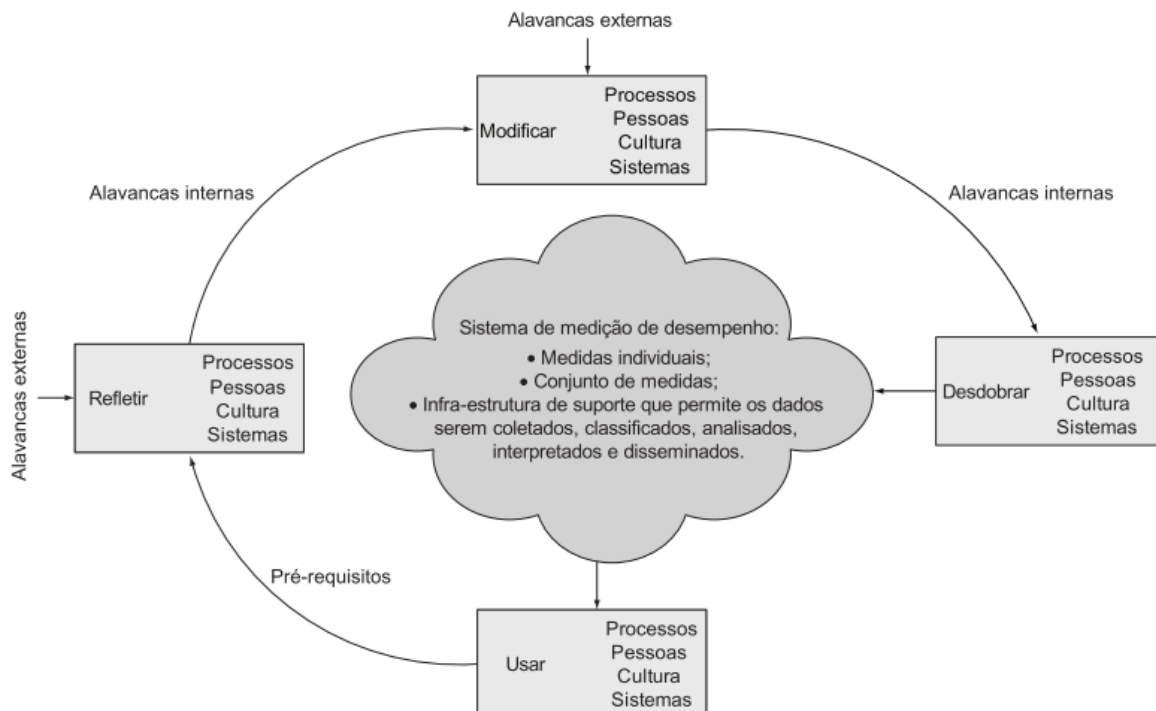 Alavancas externas
Modificar
Processos
Pessoas
Cultura
Sistemas
Alavancas internas
Alavancas internas
Alavancas externas
Refletir
Processos
Pessoas
Cultura
Sistemas
Sistema de medição de desempenho:
• Medidas individuais;
• Conjunto de medidas;
• Infra-estrutura de suporte que permite os dados
serem coletados, classificados, analisados,
interpretados e disseminados.
Desdobrar
Processos
Pessoas
Cultura
Sistemas
Pré-requisitos
Usar
Processos
Pessoas
Cultura
Sistemas